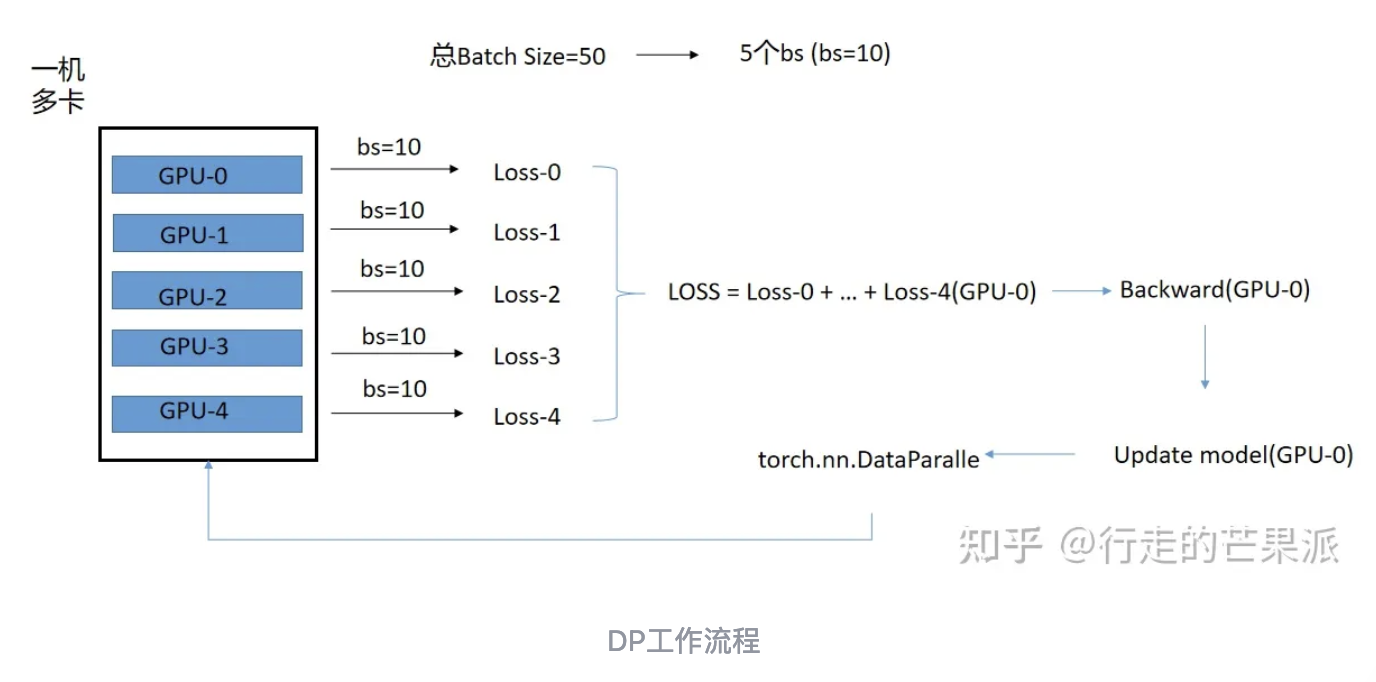 总Batch Size=50
5个bs (bs=10)
一机
多卡
GPU-0
bs=10
Loss-0
GPU-1
bs=10
Loss-1
GPU-2
bs=10
Loss-2
GPU-3
bs=10
Loss-3
GPU-4
bs=10
Loss-4
LOSS = Loss-0 + ... + Loss-4(GPU-0)
Backward(GPU-0)
Update model(GPU-0)
torch.nn.DataParalle
知乎 @行走的芒果派
DP工作流程